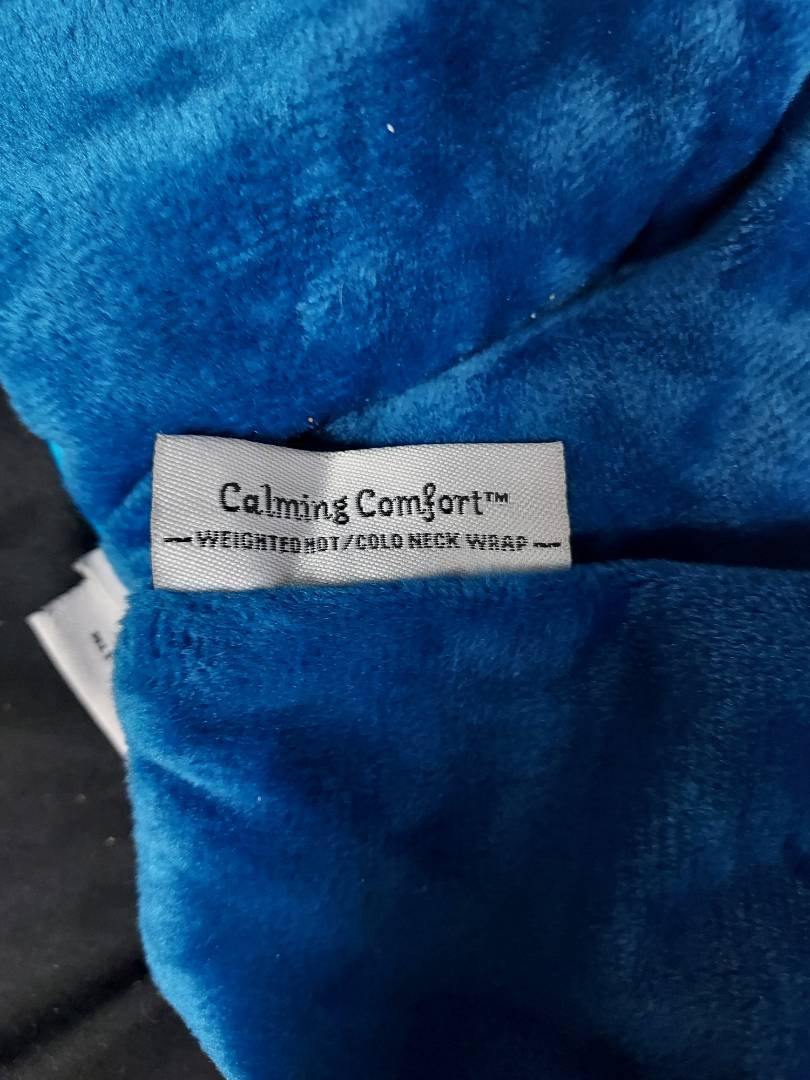 Calming Comfort™
— WEIGHTED HOT/COLD NECK WRAP —